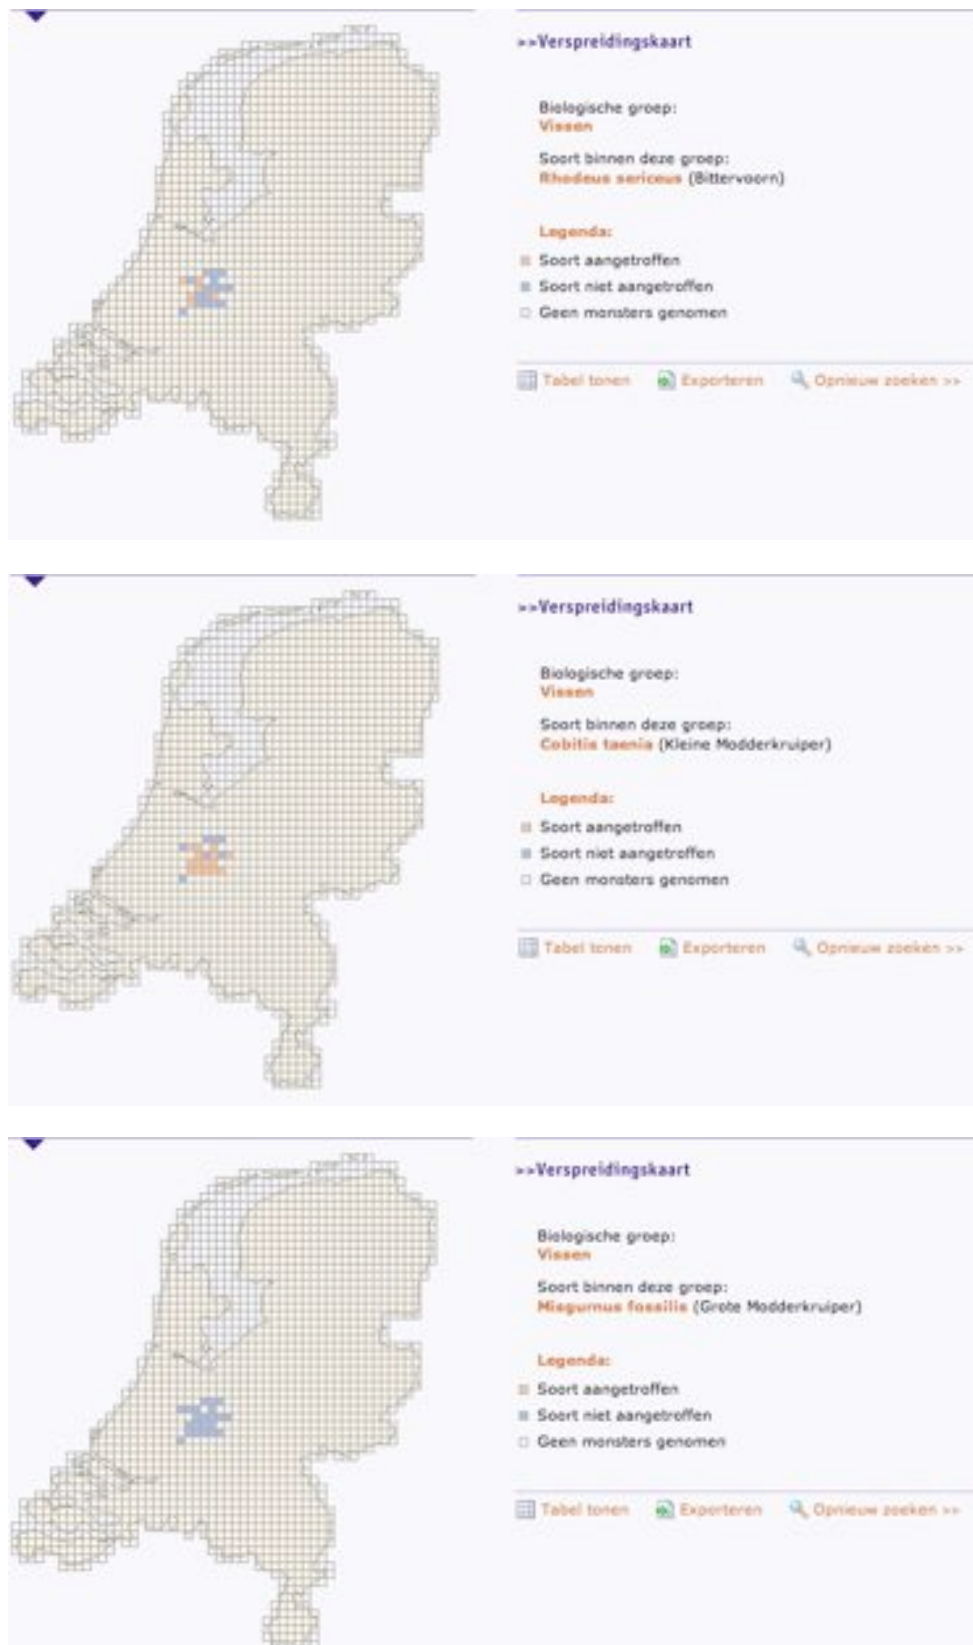 >>Verspreidingskaart
Biologische groep:
Vissen
Soort binnen deze groep:
Rhodeus sericeus (Bittervoorn)
Legenda:
Soort aangetroffen
Soort niet aangetroffen
Geen monsters genomen
Tabel tonen Exporteren Opnieuw zoeken >>
>>Verspreidingskaart
Biologische groep:
Vissen
Soort binnen deze groep:
Cobitis taenia (Kleine Modderkruiper)
Legenda:
Soort aangetroffen
Soort niet aangetroffen
Geen monsters genomen
Tabel tonen Exporteren Opnieuw zoeken >>
>>Verspreidingskaart
Biologische groep:
Vissen
Soort binnen deze groep:
Misgurnus fossilis (Grote Modderkruiper)
Legenda:
Soort aangetroffen
Soort niet aangetroffen
Geen monsters genomen
Tabel tonen Exporteren Opnieuw zoeken >>